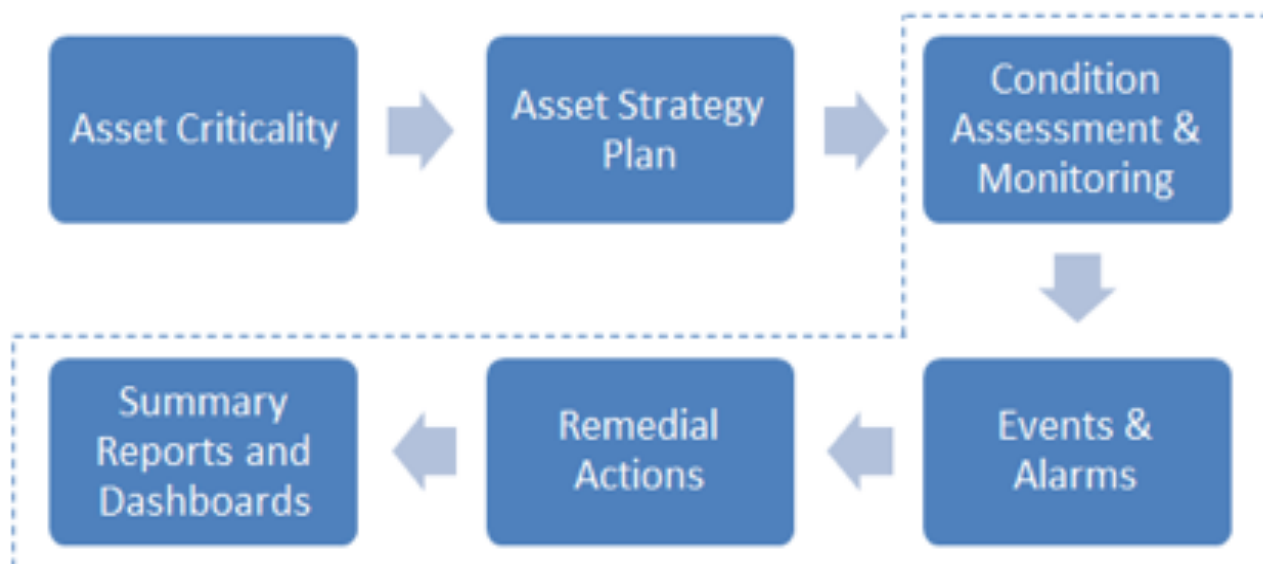 Asset Criticality
Asset Strategy
Plan
Condition
Assessment &
Monitoring
Events &
Alarms
Remedial
Actions
Summary
Reports and
Dashboards